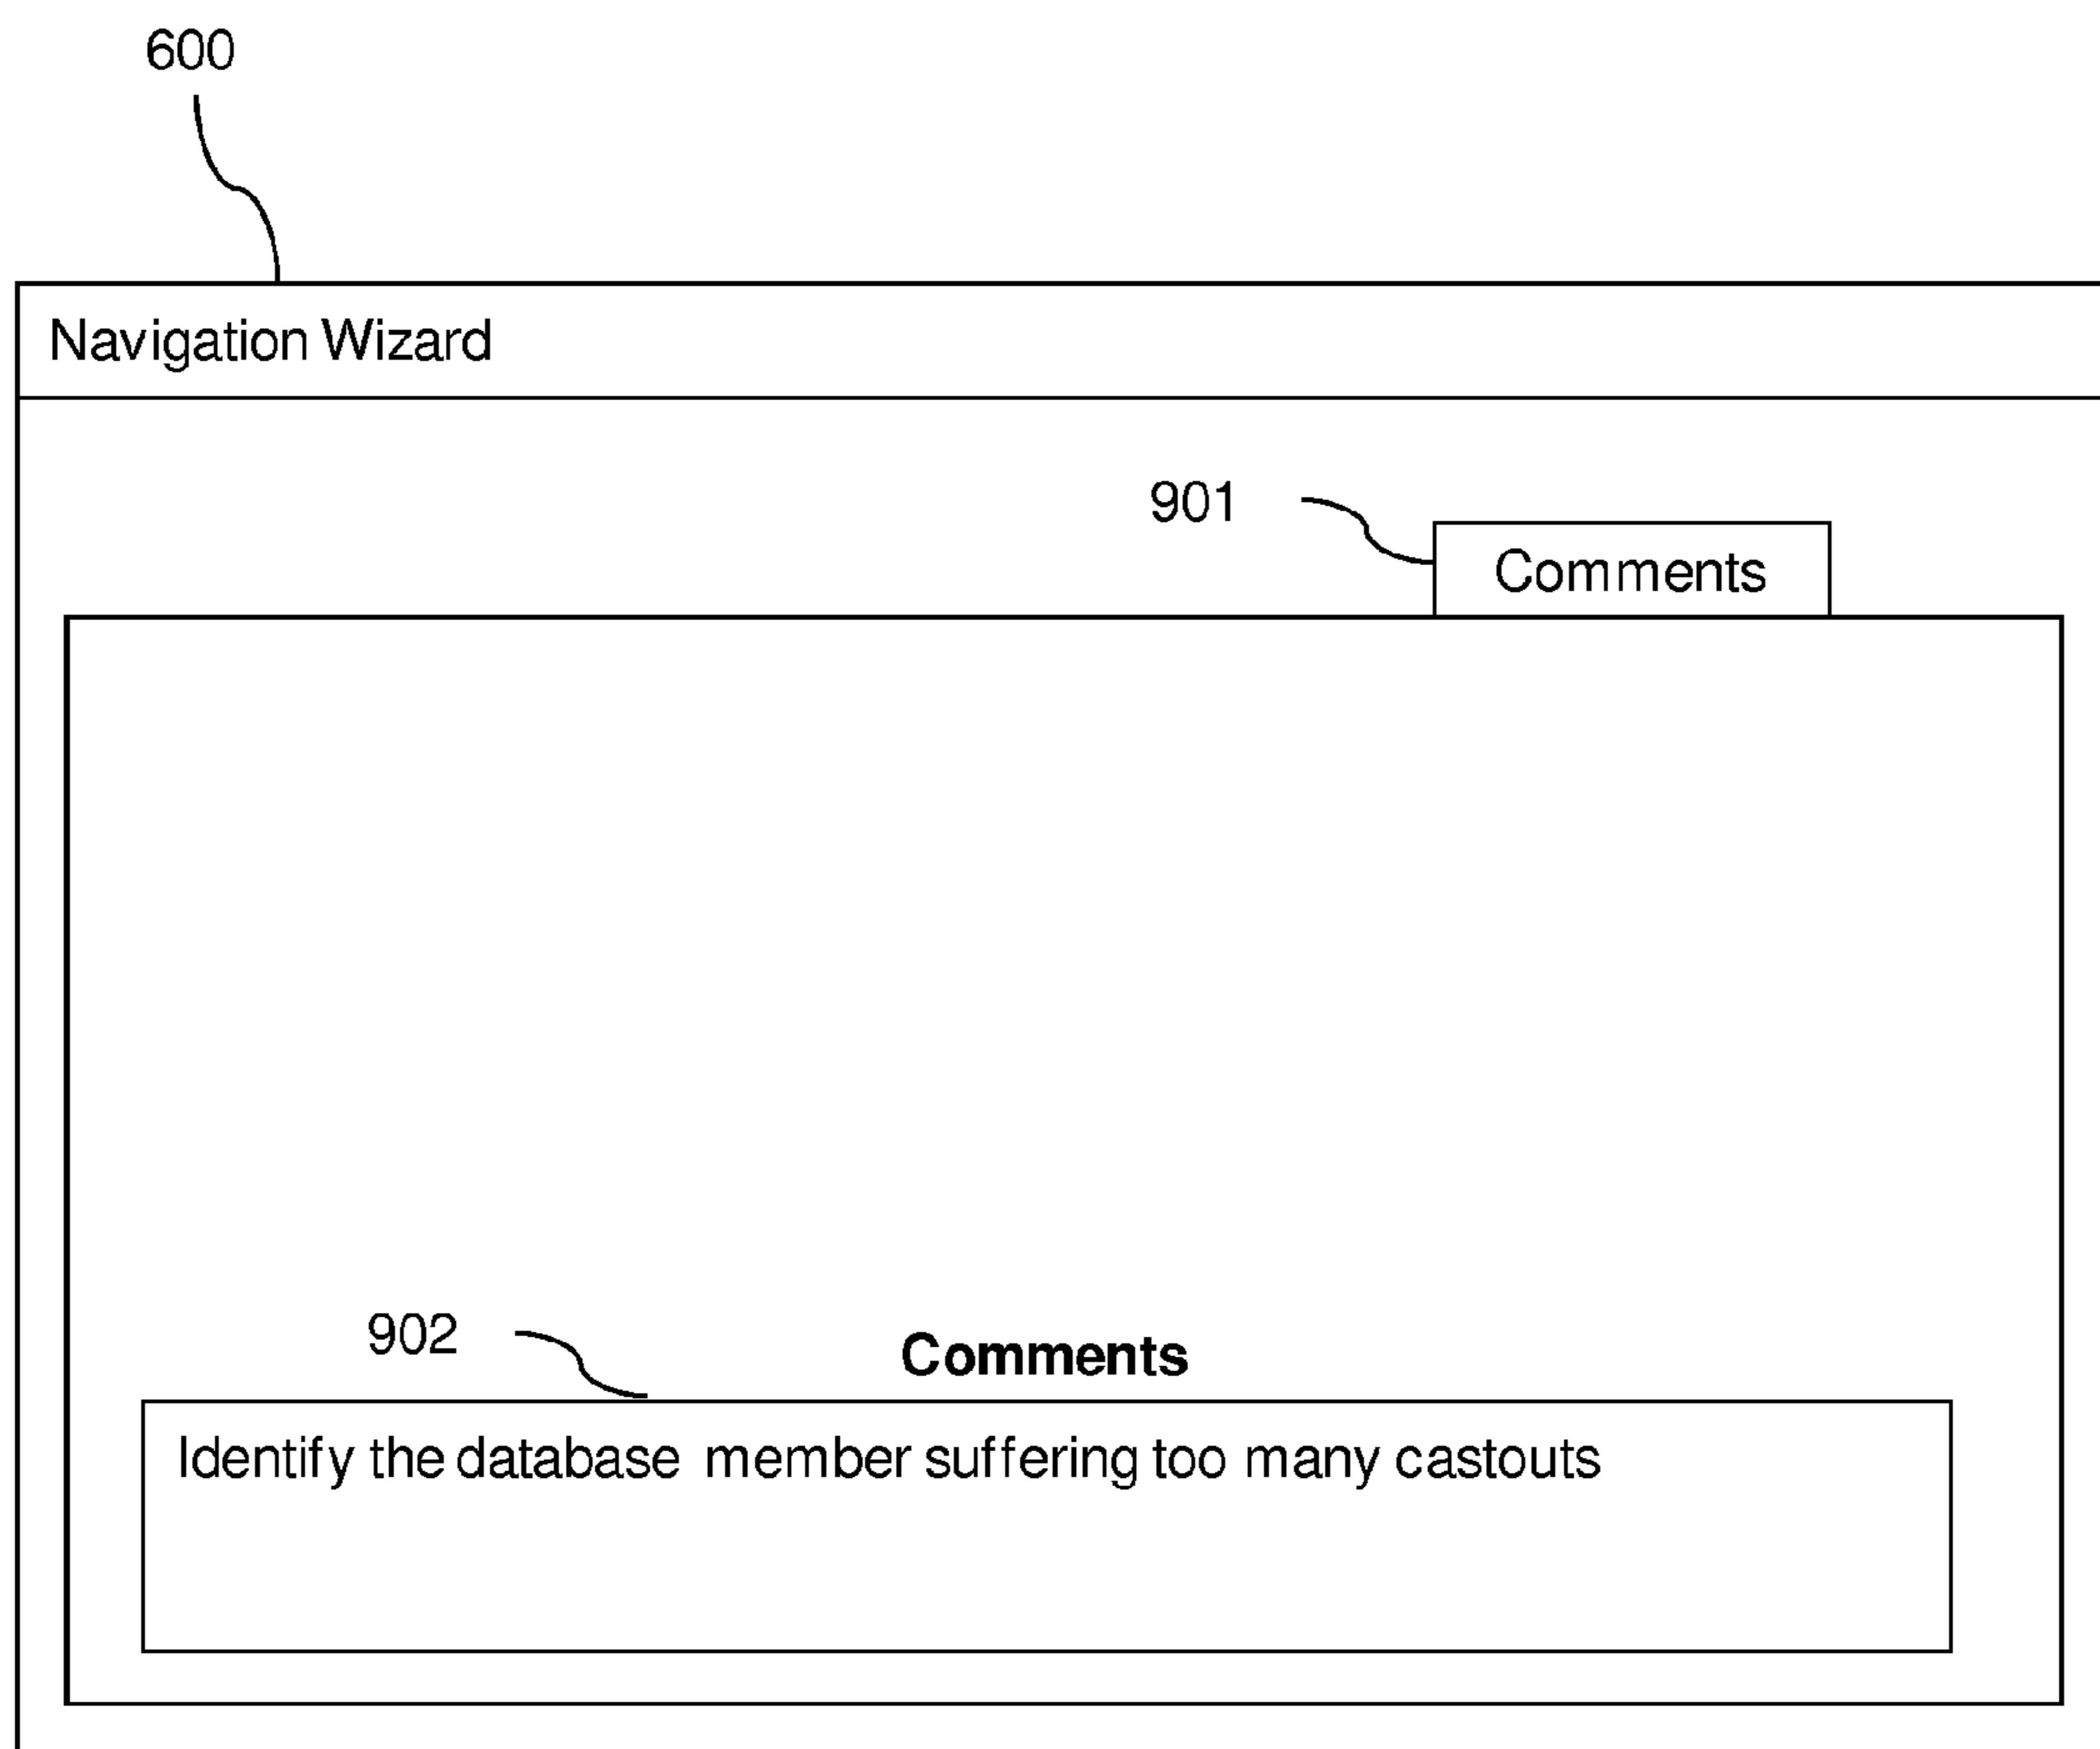 600
Navigation Wizard
901
Comments
902
Comments
Identify the database member suffering too many castouts